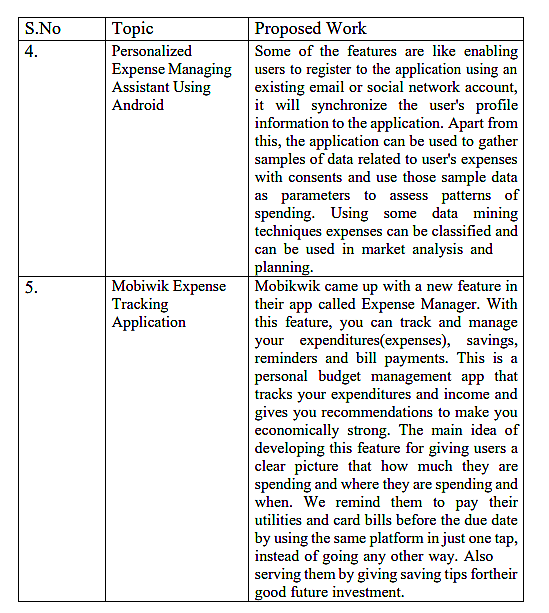 S.No Topic Proposed Work
4. Personalized Expense Managing Assistant Using Android
Some of the features are like enabling
users to register to the application using an
existing email or social network account,
it will synchronize the user's profile
information to the application. Apart from
this, the application can be used to gather
samples of data related to user's expenses
with consents and use those sample data
as parameters to assess patterns of
spending. Using some data mining
techniques expenses can be classified and
can be used in market analysis and
planning.
5. Mobiwik Expense Tracking Application
Mobikwik came up with a new feature in
their app called Expense Manager. With
this feature, you can track and manage
your expenditures(expenses), savings,
reminders and bill payments. This is a
personal budget management app that
tracks your expenditures and income and
gives you recommendations to make you
economically strong. The main idea of
developing this feature for giving users a
clear picture that how much they are
spending and where they are spending and
when. We remind them to pay their
utilities and card bills before the due date
by using the same platform in just one tap,
instead of going any other way. Also
serving them by giving saving tips fortheir
good future investment.